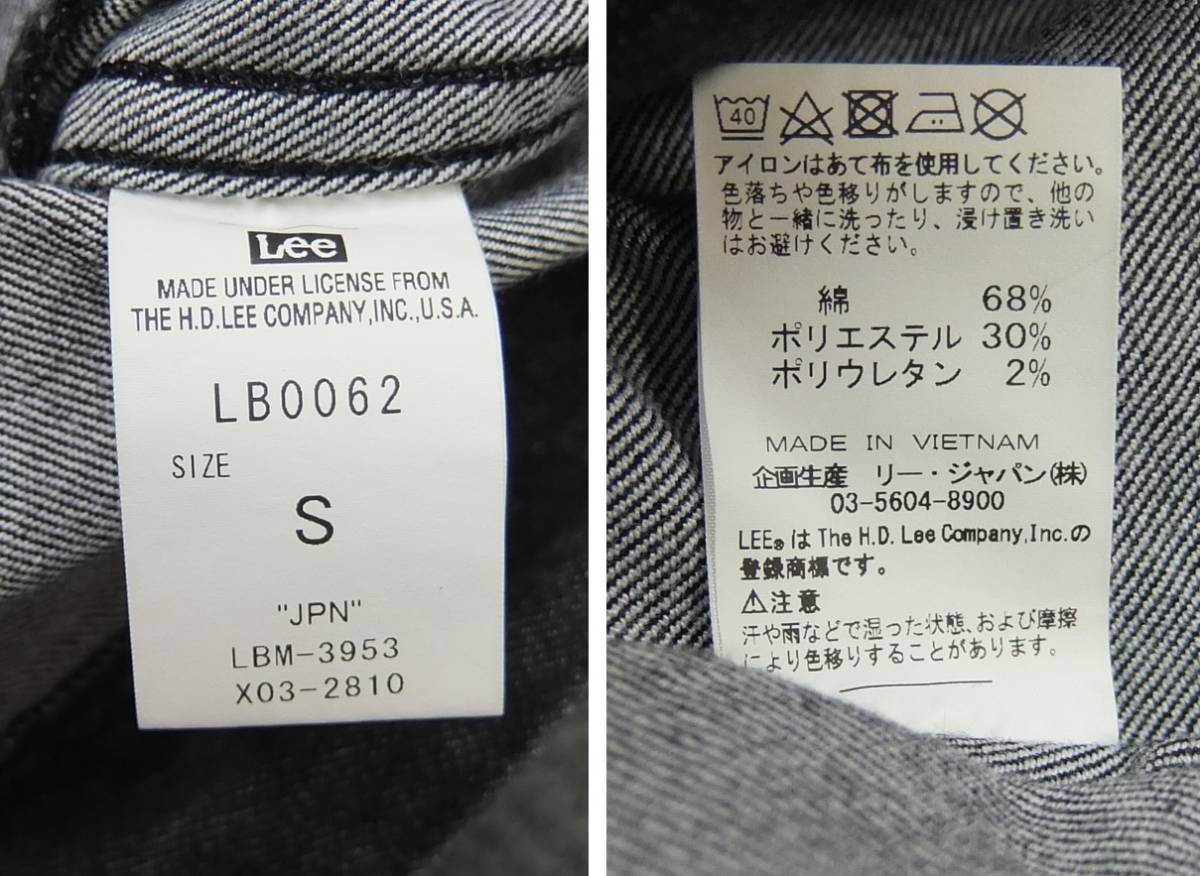 Lee
MADE UNDER LICENSE FROM
THE H.D.LEE COMPANY,INC.,U.S.A.
LB0062
SIZE
S
"JPN"
LBM-3953
X03-2810
40
アイロンはあて布を使用してください。
色落ちや色移りがしますので、他の
物と一緒に洗ったり、浸け置き洗い
はお避けください。
綿 68%
ポリエステル 30%
ポリウレタン 2%
MADE IN VIETNAM
企画生産 リー・ジャパン(株)
03-5604-8900
LEE®は The H.D. Lee Company,Inc.の
登録商標です。
⚠注意
汗や雨などで湿った状態、および摩擦
により色移りすることがあります。